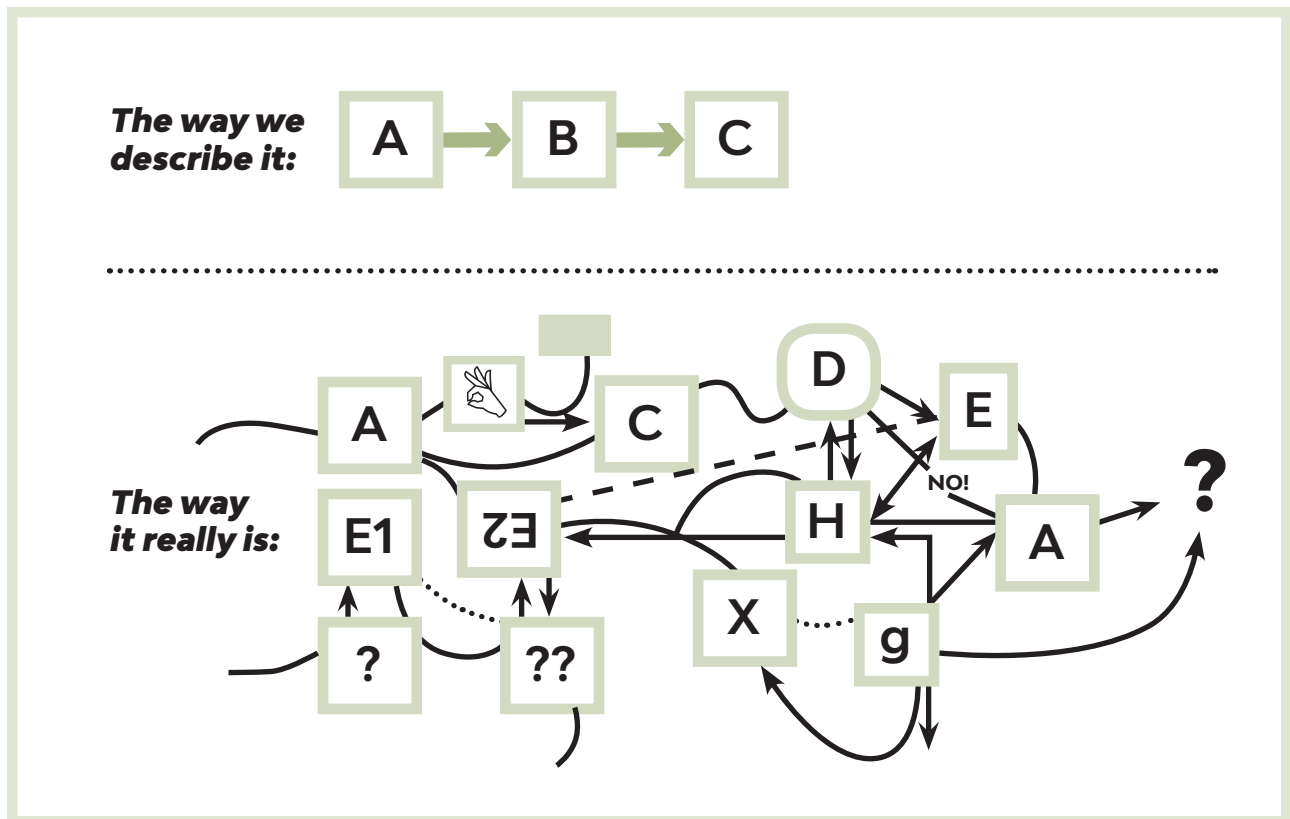 The way we
describe it:
A
B
C
D
E
A
C
NO!
?
The way
it really is:
E1
E2
H
A
X
g
?
??